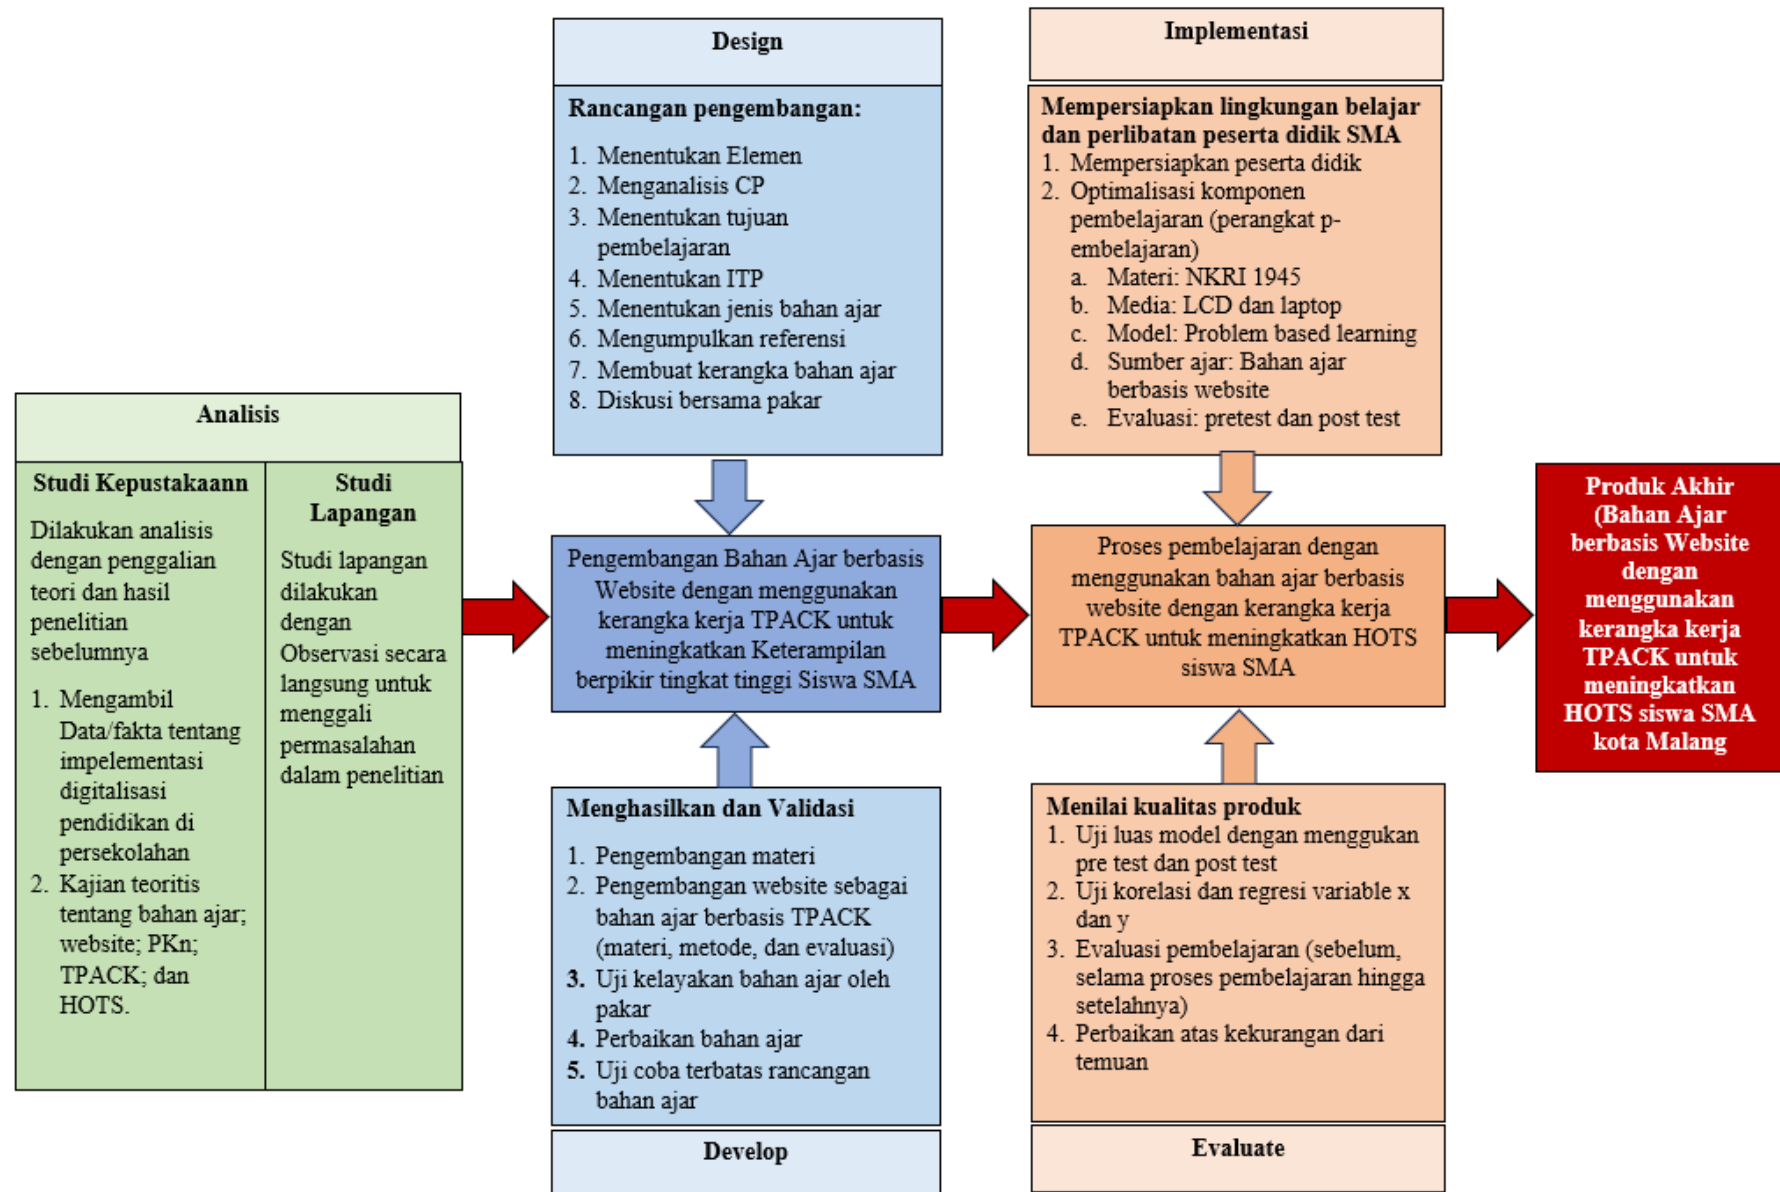 Analisis
Studi Kepustakaann
Dilakukan analisis
dengan penggalian
teori dan hasil
penelitian
sebelumnya
1. Mengambil
Data/fakta tentang
impelementasi
digitalisasi
pendidikan di
persekolahan
2. Kajian teoritis
tentang bahan ajar;
website; PKn;
TPACK; dan
HOTS.
Studi
Lapangan
Studi lapangan
dilakukan
dengan
Observasi secara
langsung untuk
menggali
permasalahan
dalam penelitian
Design
Rancangan pengembangan:
1. Menentukan Elemen
2. Menganalisis CP
3. Menentukan tujuan
pembelajaran
4. Menentukan ITP
5. Menentukan jenis bahan ajar
6. Mengumpulkan referensi
7. Membuat kerangka bahan ajar
8. Diskusi bersama pakar
Pengembangan Bahan Ajar berbasis
Website dengan menggunakan
kerangka kerja TPACK untuk
meningkatkan Keterampilan
berpikir tingkat tinggi Siswa SMA
Menghasilkan dan Validasi
1. Pengembangan materi
2. Pengembangan website sebagai
bahan ajar berbasis TPACK
(materi, metode, dan evaluasi)
3. Uji kelayakan bahan ajar oleh
pakar
4. Perbaikan bahan ajar
5. Uji coba terbatas rancangan
bahan ajar
Develop
Implementasi
Mempersiapkan lingkungan belajar
dan perlibatan peserta didik SMA
1. Mempersiapkan peserta didik
2. Optimalisasi komponen
pembelajaran (perangkat p-
embelajaran)
a. Materi: NKRI 1945
b. Media: LCD dan laptop
c. Model: Problem based learning
d. Sumber ajar: Bahan ajar
berbasis website
e. Evaluasi: pretest dan post test
Proses pembelajaran dengan
menggunakan bahan ajar berbasis
website dengan kerangka kerja
TPACK untuk meningkatkan HOTS
siswa SMA
Menilai kualitas produk
1. Uji luas model dengan menggukan
pre test dan post test
2. Uji korelasi dan regresi variable x
dan y
3. Evaluasi pembelajaran (sebelum,
selama proses pembelajaran hingga
setelahnya)
4. Perbaikan atas kekurangan dari
temuan
Evaluate
Produk Akhir
(Bahan Ajar
berbasis Website
dengan
menggunakan
kerangka kerja
TPACK untuk
meningkatkan
HOTS siswa SMA
kota Malang